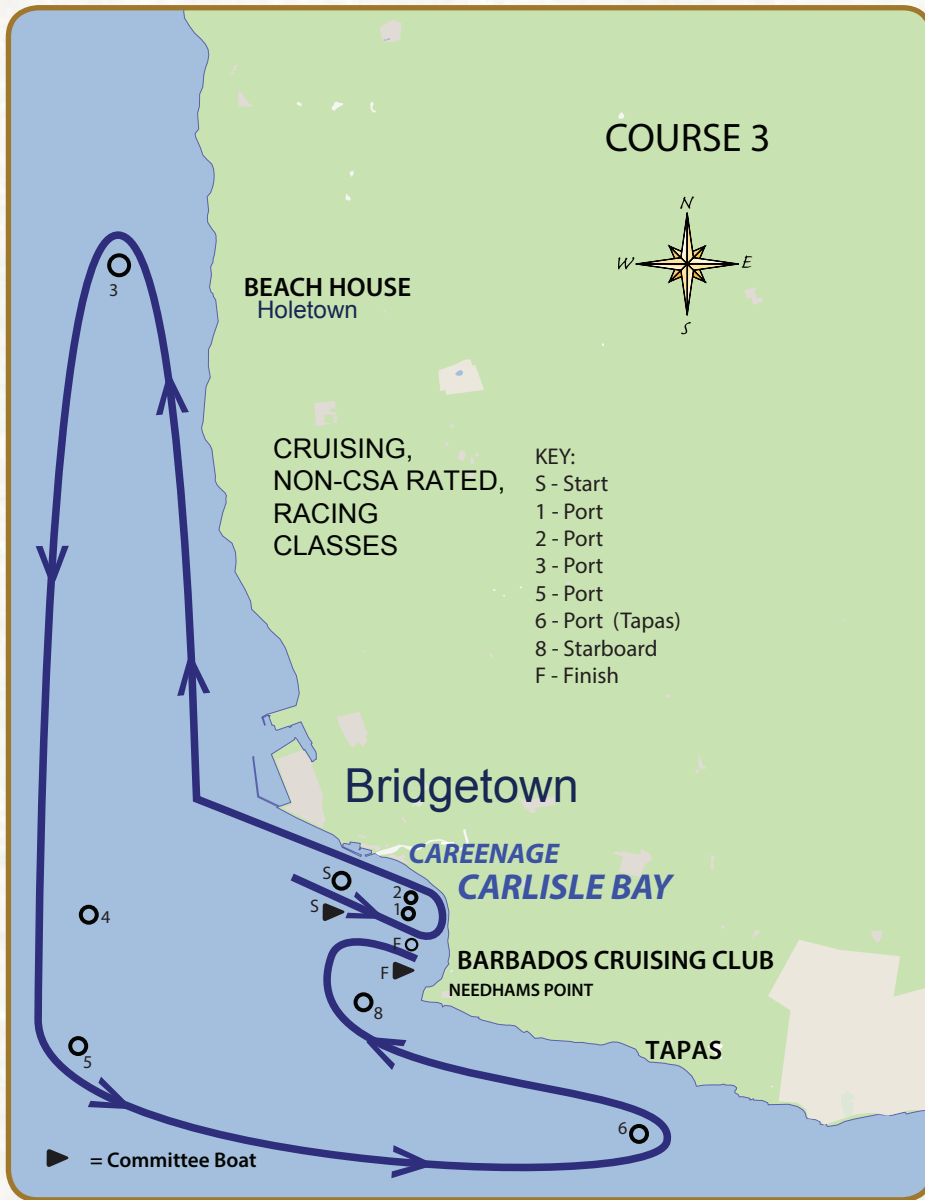 COURSE 3
N
W
E
S
3
BEACH HOUSE
Holetown
CRUISING,
NON-CSA RATED,
RACING
CLASSES
KEY:
S - Start
1 - Port
2 - Port
3 - Port
5 - Port
6 - Port (Tapas)
8 - Starboard
F - Finish
Bridgetown
CAREENAGE
CARLISLE BAY
S
2
S
1
4
F
BARBADOS CRUISING CLUB
F
NEEDHAMS POINT
8
TAPAS
5
6
= Committee Boat